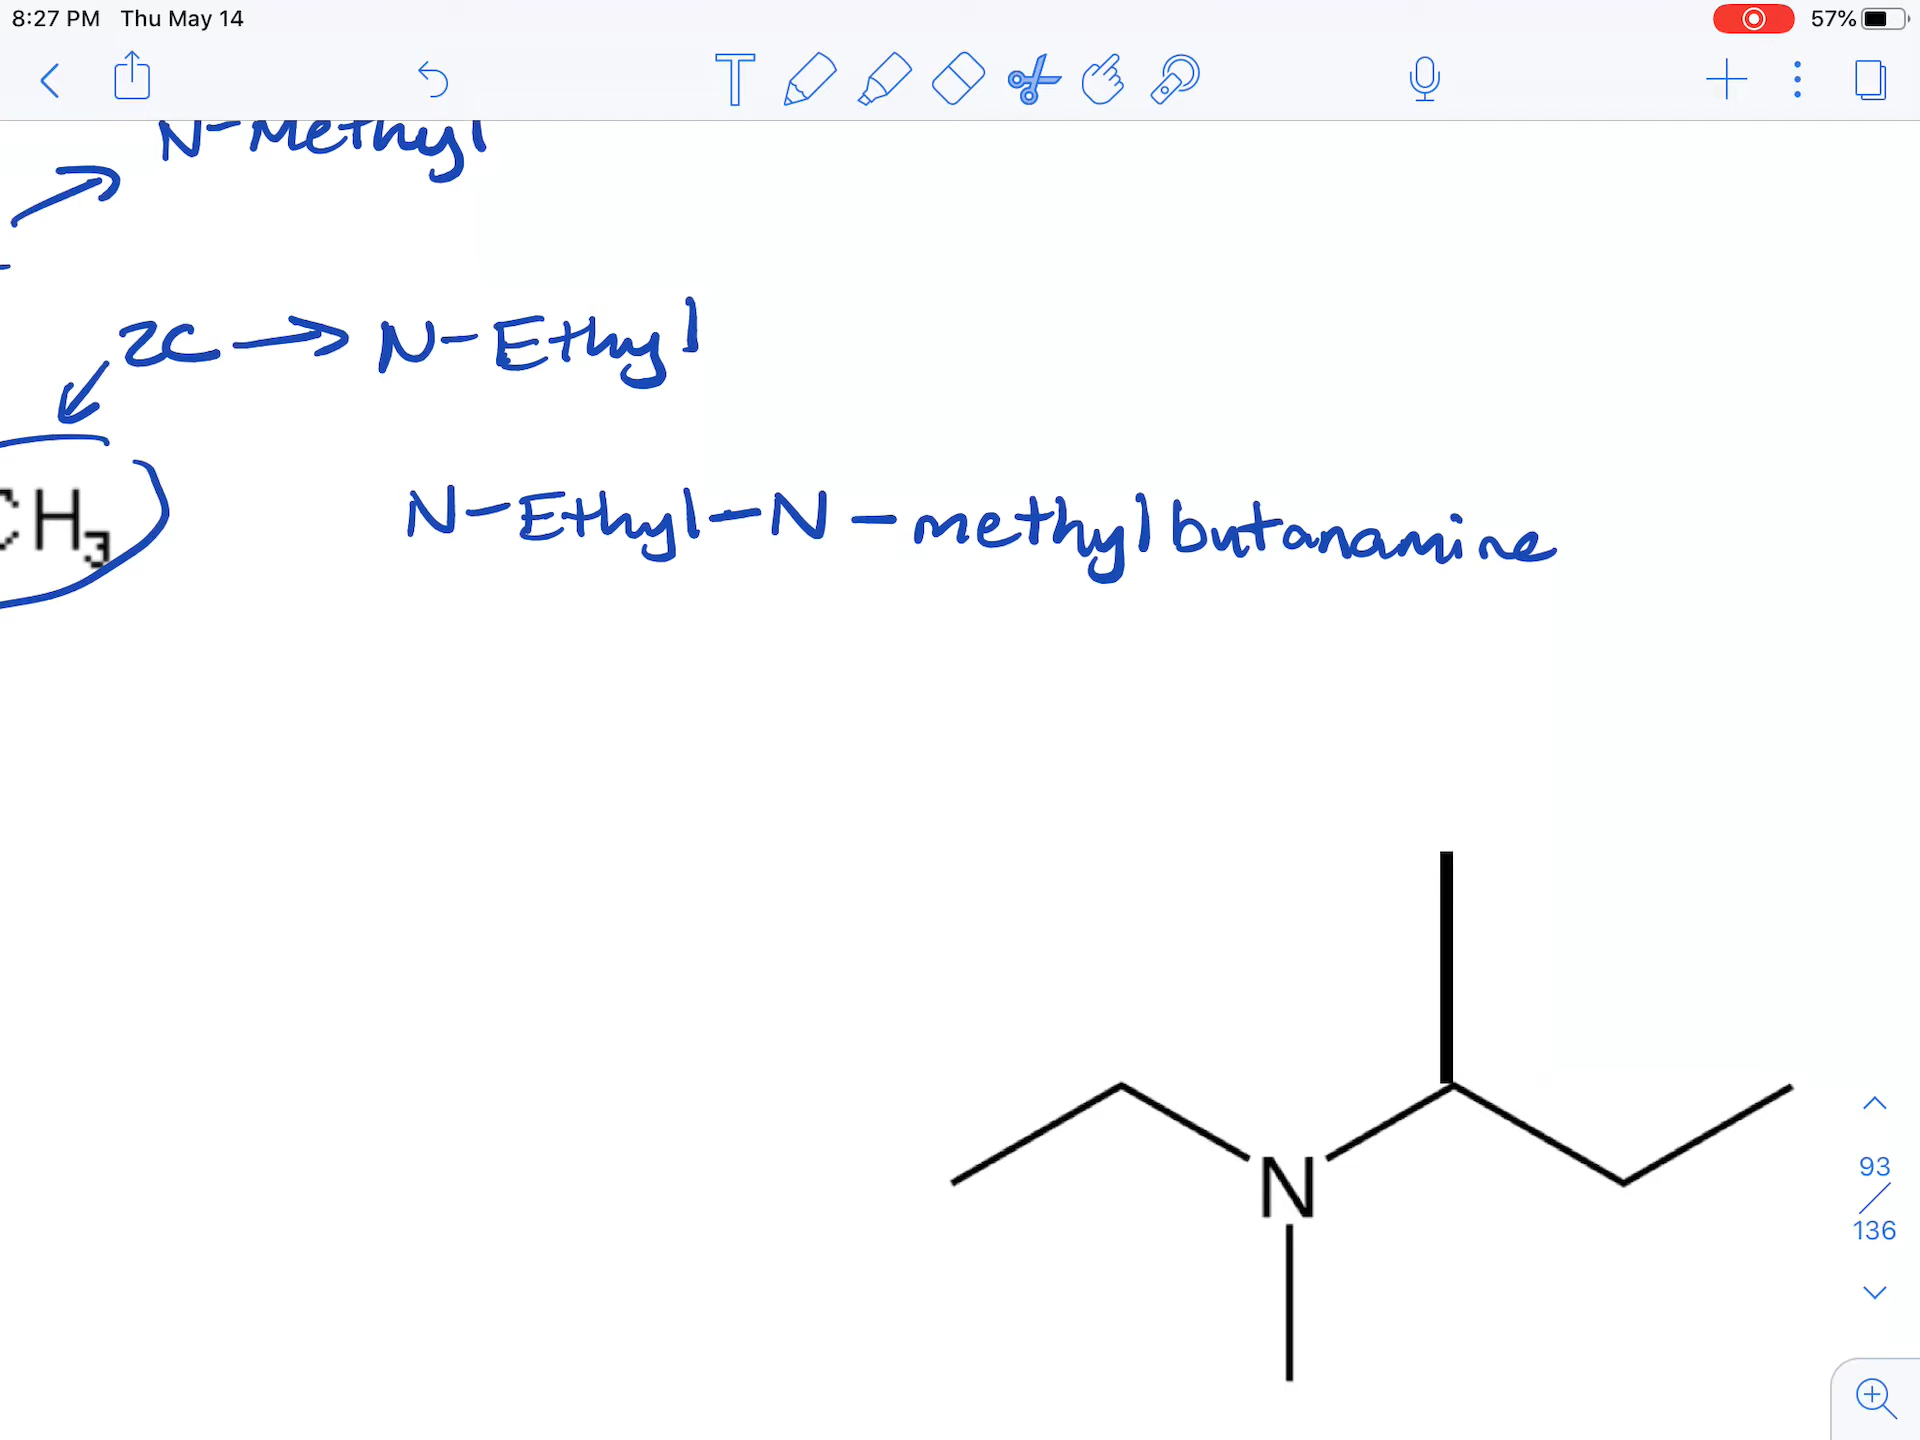 8:27 PM Thu May 14 57%
T
N-Methyl
2C → N-Ethyl
CH3
N-Ethyl-N-methylbutanamine
N
93
/
136